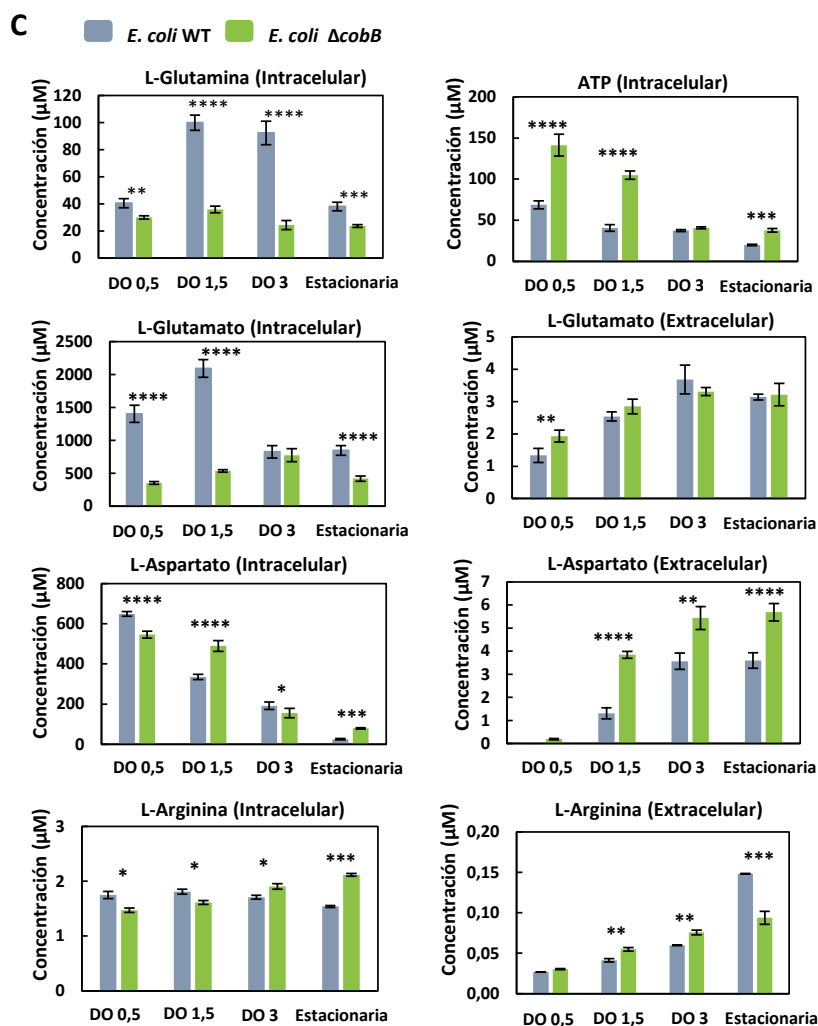 C
E. coli WT
E. coli ΔcobB
L-Glutamina (Intracelular)
Concentración (µM)
120
100
80
60
40
20
0
**
****
****
***
DO 0,5
DO 1,5
DO 3
Estacionaria
ATP (Intracelular)
Concentración (µM)
200
150
100
50
0
****
****
***
DO 0,5
DO 1,5
DO 3
Estacionaria
L-Glutamato (Intracelular)
Concentración (µM)
2500
2000
1500
1000
500
0
****
****
****
DO 0,5
DO 1,5
DO 3
Estacionaria
L-Glutamato (Extracelular)
Concentración (µM)
5
4
3
2
1
0
**
DO 0,5
DO 1,5
DO 3
Estacionaria
L-Aspartato (Intracelular)
Concentración (µM)
800
600
400
200
0
****
****
*
***
DO 0,5
DO 1,5
DO 3
Estacionaria
L-Aspartato (Extracelular)
Concentración (µM)
7
6
5
4
3
2
1
0
****
**
****
DO 0,5
DO 1,5
DO 3
Estacionaria
L-Arginina (Intracelular)
Concentración (µM)
3
2
1
0
*
*
*
***
DO 0,5
DO 1,5
DO 3
Estacionaria
L-Arginina (Extracelular)
Concentración (µM)
0,20
0,15
0,10
0,05
0,00
**
**
***
DO 0,5
DO 1,5
DO 3
Estacionaria